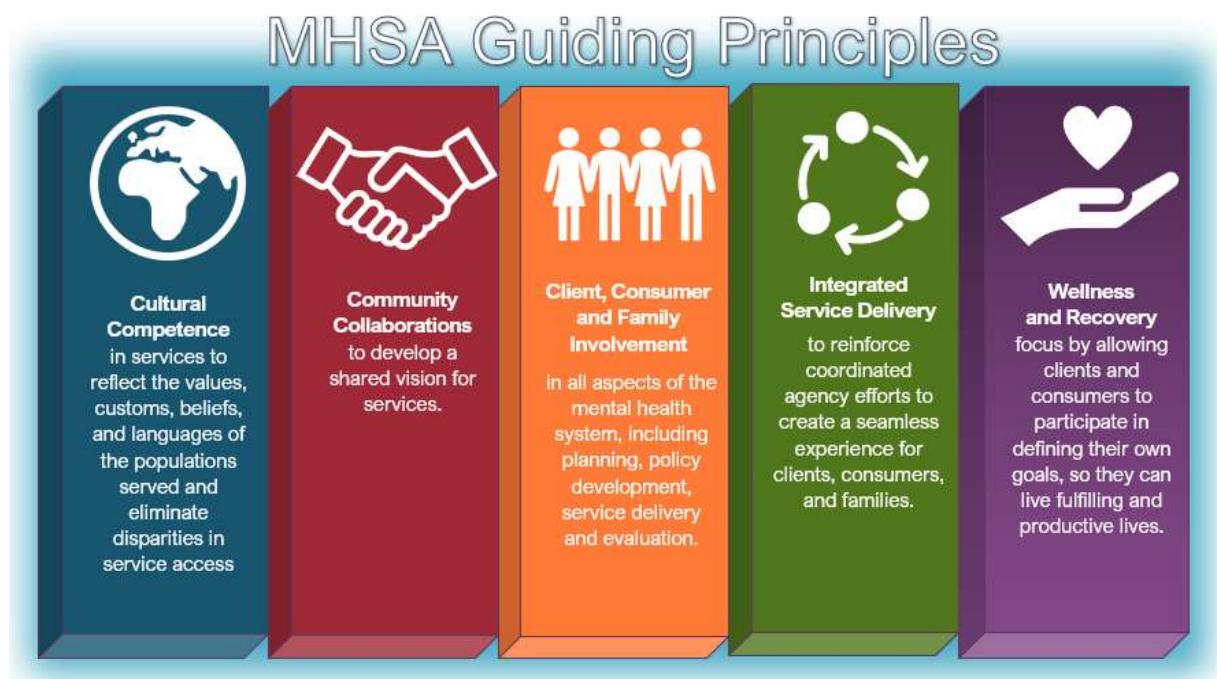 MHSA Guiding Principles
Cultural
Competence
in services to
reflect the values,
customs, beliefs,
and languages of
the populations
served and
eliminate
disparities in
service access
Community
Collaborations
to develop a
shared vision for
services.
Client, Consumer
and Family
Involvement
in all aspects of the
mental health
system, including
planning, policy
development,
service delivery
and evaluation.
Integrated
Service Delivery
to reinforce
coordinated
agency efforts to
create a seamless
experience for
clients, consumers,
and families.
Wellness
and Recovery
focus by allowing
clients and
consumers to
participate in
defining their own
goals, so they can
live fulfilling and
productive lives.